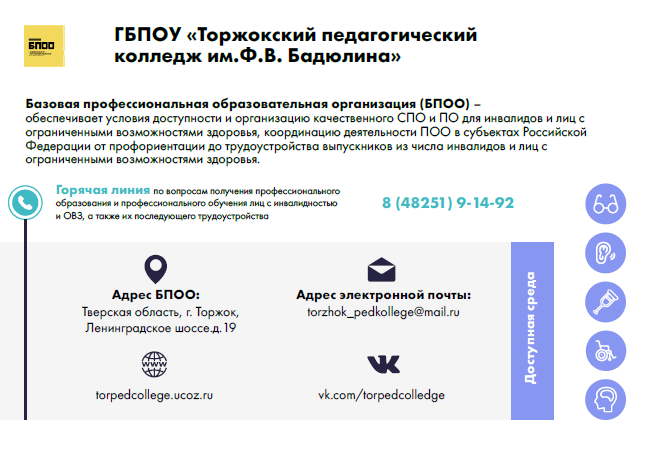 БПОО
ГБПОУ «Торжокский педагогический
колледж им.Ф.В. Бадюлина»
Базовая профессиональная образовательная организация (БПОО) –
обеспечивает условия доступности и организацию качественного СПО и ПО для инвалидов и лиц с
ограниченными возможностями здоровья, координацию деятельности ПОО в субъектах Российской
Федерации от профориентации до трудоустройства выпускников из числа инвалидов и лиц с
ограниченными возможностями здоровья.
Горячая линия по вопросам получения профессионального
образования и профессионального обучения лиц с инвалидностью
и ОВЗ, а также их последующего трудоустройства
8 (48251) 9-14-92
Адрес БПОО:
Тверская область, г. Торжок,
Ленинградское шоссе.д.19
Адрес электронной почты:
torzhok_pedkollege@mail.ru
WWW
torpedcollege.ucoz.ru
vk.com/torpedcolledge
Доступная среда